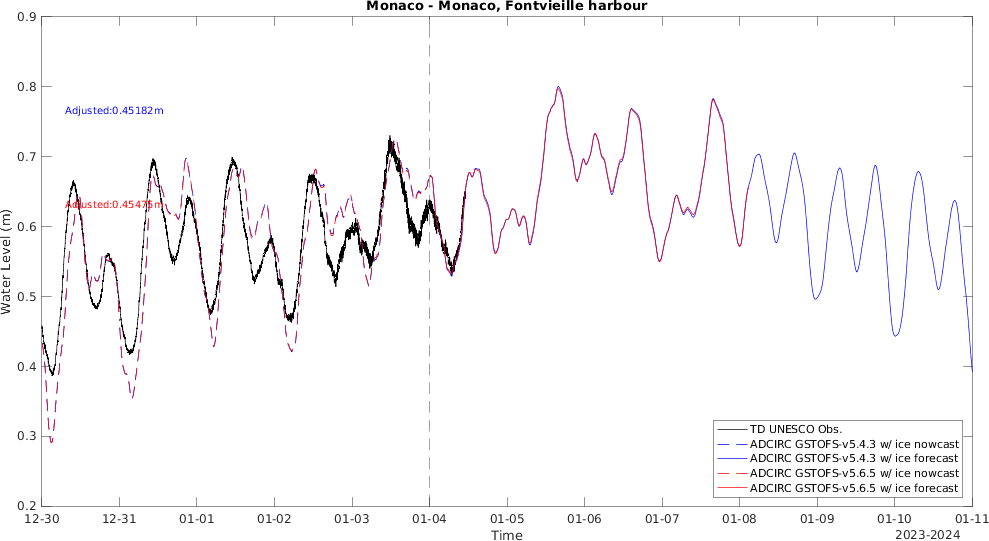 Monaco - Monaco, Fontvieille harbour
Water Level (m)
0.9
0.8
0.7
0.6
0.5
0.4
0.3
0.2
Adjusted:0.45182m
Adjusted:0.45475m
TD UNESCO Obs.
ADCIRC GSTOFS-v5.4.3 w/ ice nowcast
ADCIRC GSTOFS-v5.4.3 w/ ice forecast
ADCIRC GSTOFS-v5.6.5 w/ ice nowcast
ADCIRC GSTOFS-v5.6.5 w/ ice forecast
12-30 12-31 01-01 01-02 01-03 01-04 01-05 01-06 01-07 01-08 01-09 01-10 01-11
Time
2023-2024